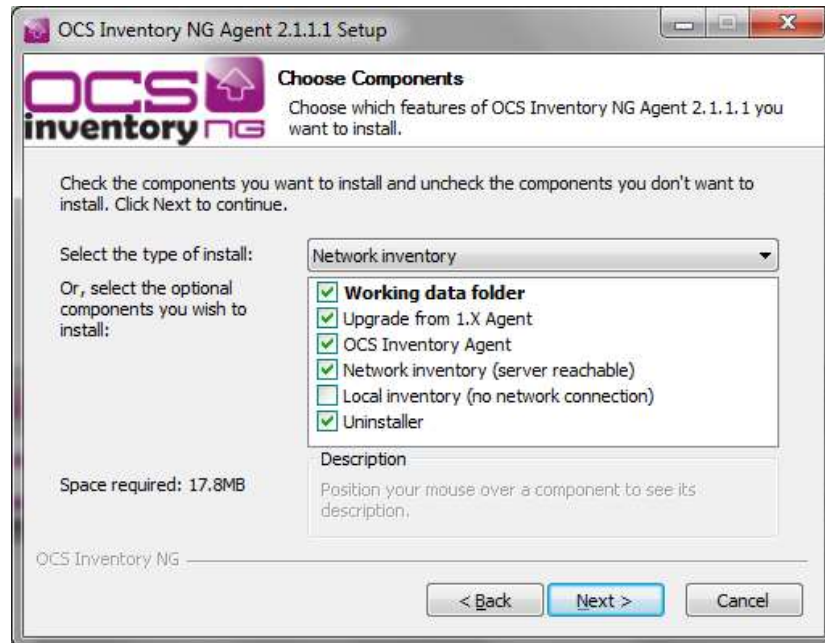 OCS Inventory NG Agent 2.1.1.1 Setup
OCS
inventory NG
Choose Components
Choose which features of OCS Inventory NG Agent 2.1.1.1 you
want to install.
Check the components you want to install and uncheck the components you don't want to
install. Click Next to continue.
Select the type of install:
Network inventory
Or, select the optional
components you wish to
install:
Working data folder
Upgrade from 1.X Agent
OCS Inventory Agent
Network inventory (server reachable)
Local inventory (no network connection)
Uninstaller
Space required: 17.8MB
Description
Position your mouse over a component to see its
description.
OCS Inventory NG
< Back
Next >
Cancel